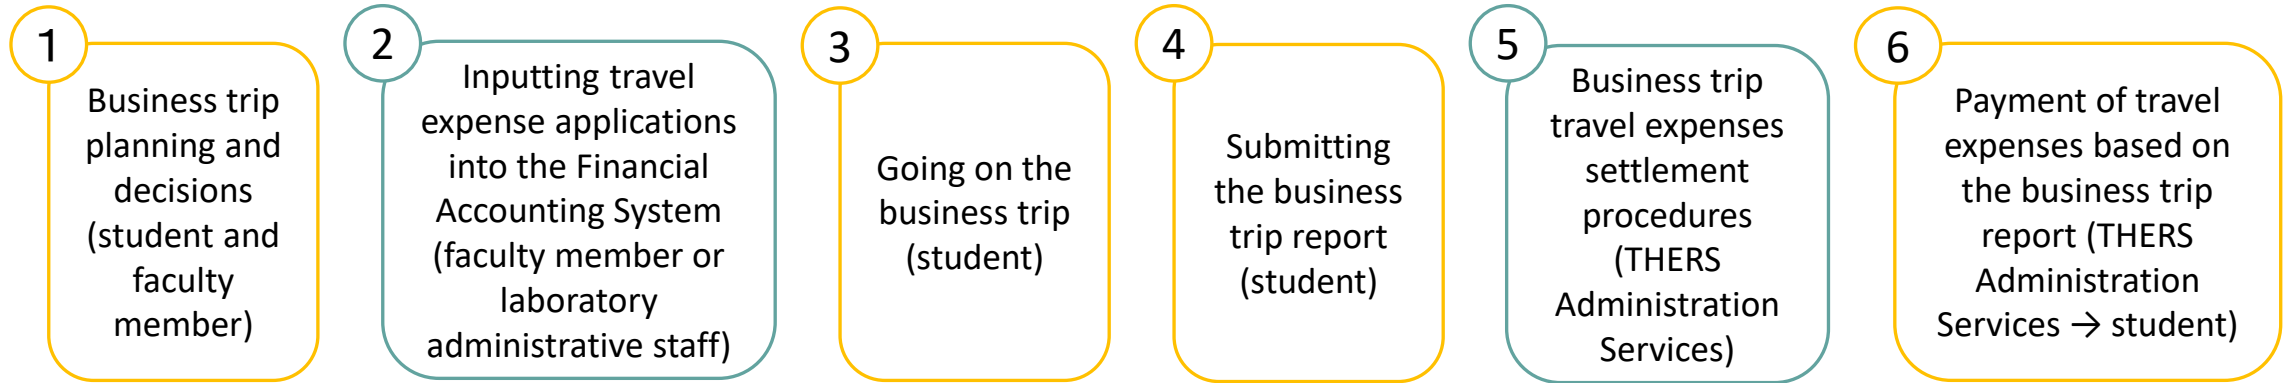 1
Business trip
planning and
decisions
(student and
faculty
member)
2
Inputting travel
expense applications
into the Financial
Accounting System
(faculty member or
laboratory
administrative staff)
3
Going on the
business trip
(student)
4
Submitting
the business
trip report
(student)
5
Business trip
travel expenses
settlement
procedures
(THERS
Administration
Services)
6
Payment of travel
expenses based on
the business trip
report (THERS
Administration
Services → student)